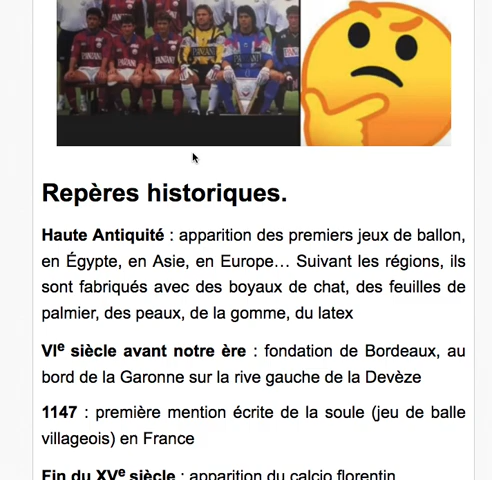 PANZANI
Repères historiques.
Haute Antiquité : apparition des premiers jeux de ballon,
en Égypte, en Asie, en Europe… Suivant les régions, ils
sont fabriqués avec des boyaux de chat, des feuilles de
palmier, des peaux, de la gomme, du latex
VIe siècle avant notre ère : fondation de Bordeaux, au
bord de la Garonne sur la rive gauche de la Devèze
1147 : première mention écrite de la soule (jeu de balle
villageois) en France
Fin du XVe siècle : apparition du calcio florentin